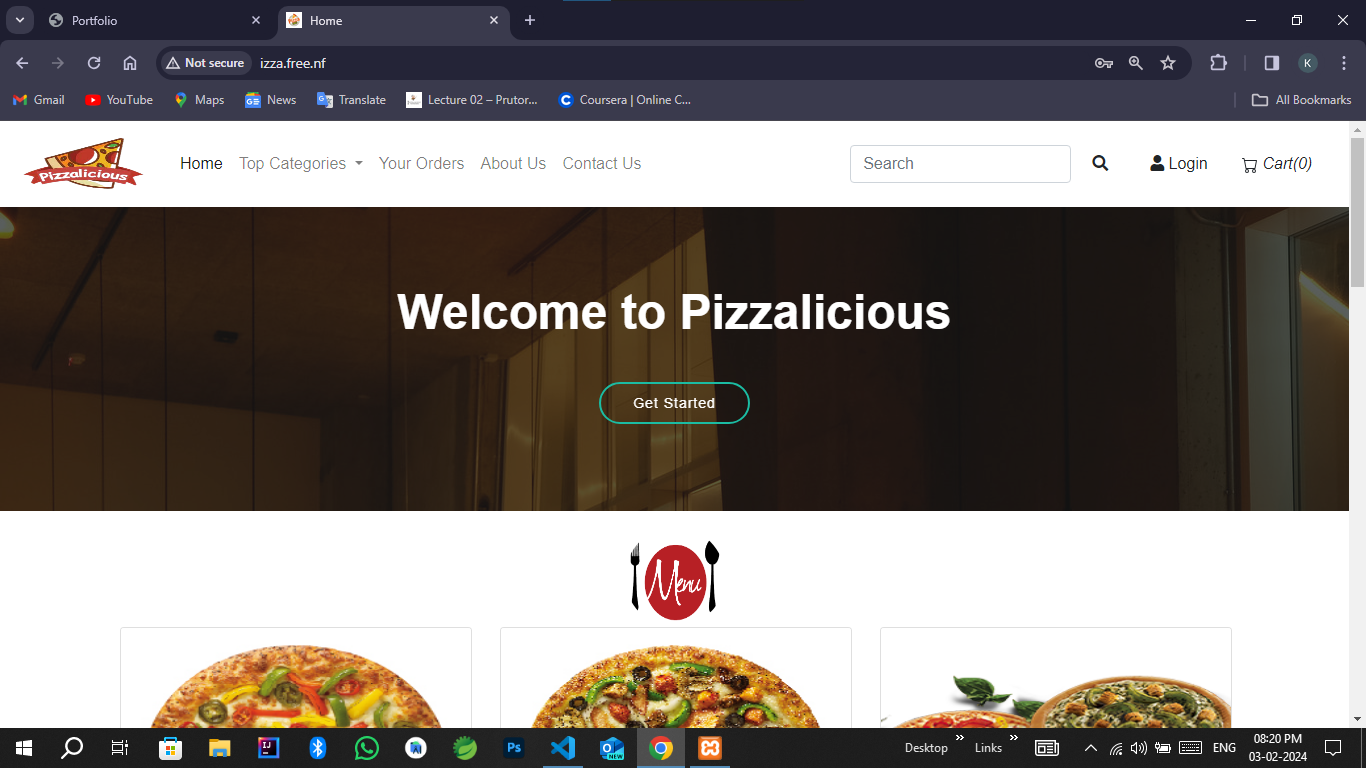 Portfolio
Home
Not secure
izza.free.nf
K
Gmail
YouTube
Maps
News
Translate
Lecture 02 – Prutor...
Coursera | Online C...
All Bookmarks
Pizzalicious
Home
Top Categories
Your Orders
About Us
Contact Us
Search
Login
Cart(0)
Welcome to Pizzalicious
Get Started
Menu
Desktop
Links
ENG
08:20 PM
03-02-2024